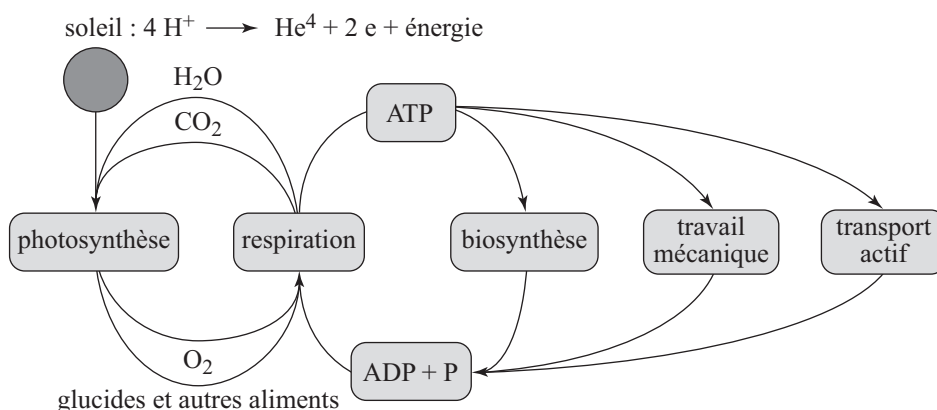 soleil : 4 H⁺ → He⁴ + 2 e + énergie
H₂O
CO₂
ATP
photosynthèse
respiration
biosynthèse
travail
mécanique
transport
actif
O₂
ADP + P
glucides et autres aliments